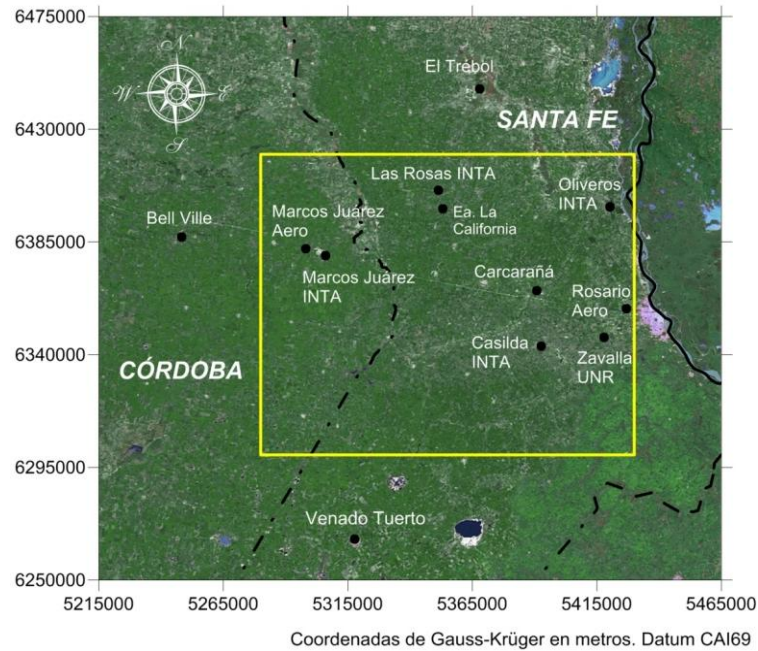 6475000
6430000
6385000
6340000
6295000
6250000
N
W
E
S
El Trébol
SANTA FE
Las Rosas INTA
Oliveros
INTA
Bell Ville
Marcos Juárez
Aero
Ea. La
California
Marcos Juárez
INTA
Carcarañá
Rosario
Aero
CÓRDOBA
Casilda
INTA
Zavalla
UNR
Venado Tuerto
5215000 5265000 5315000 5365000 5415000 5465000
Coordenadas de Gauss-Krüger en metros. Datum CAI69